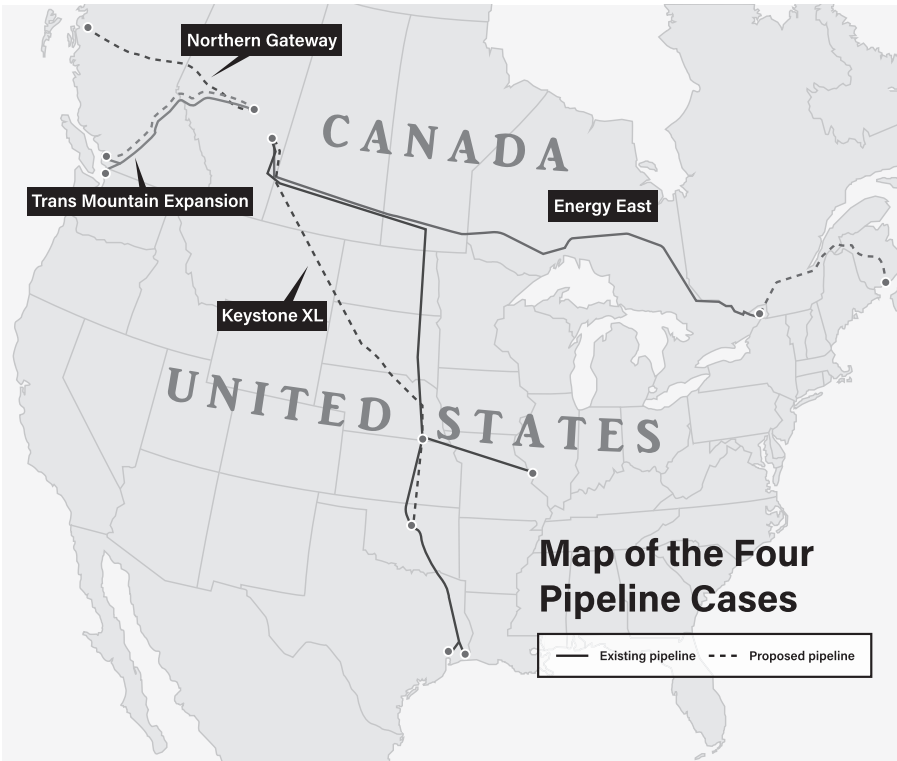 Northern Gateway
CANADA
Trans Mountain Expansion
Energy East
Keystone XL
UNITED STATES
Map of the Four
Pipeline Cases
Existing pipeline
Proposed pipeline